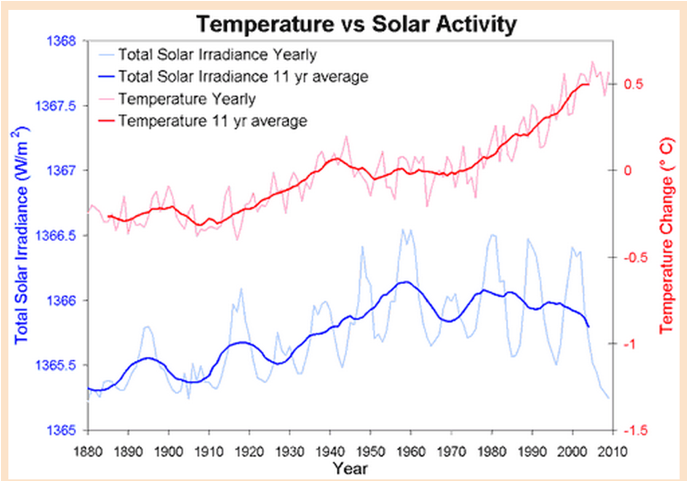 Temperature vs Solar Activity
Total Solar Irradiance Yearly
Total Solar Irradiance 11 yr average
Temperature Yearly
Temperature 11 yr average
Total Solar Irradiance (W/m²)
1368
1367.5
1367
1366.5
1366
1365.5
1365
0.5
0
-0.5
-1
-1.5
Temperature Change (° C)
1880 1890 1900 1910 1920 1930 1940 1950 1960 1970 1980 1990 2000 2010
Year